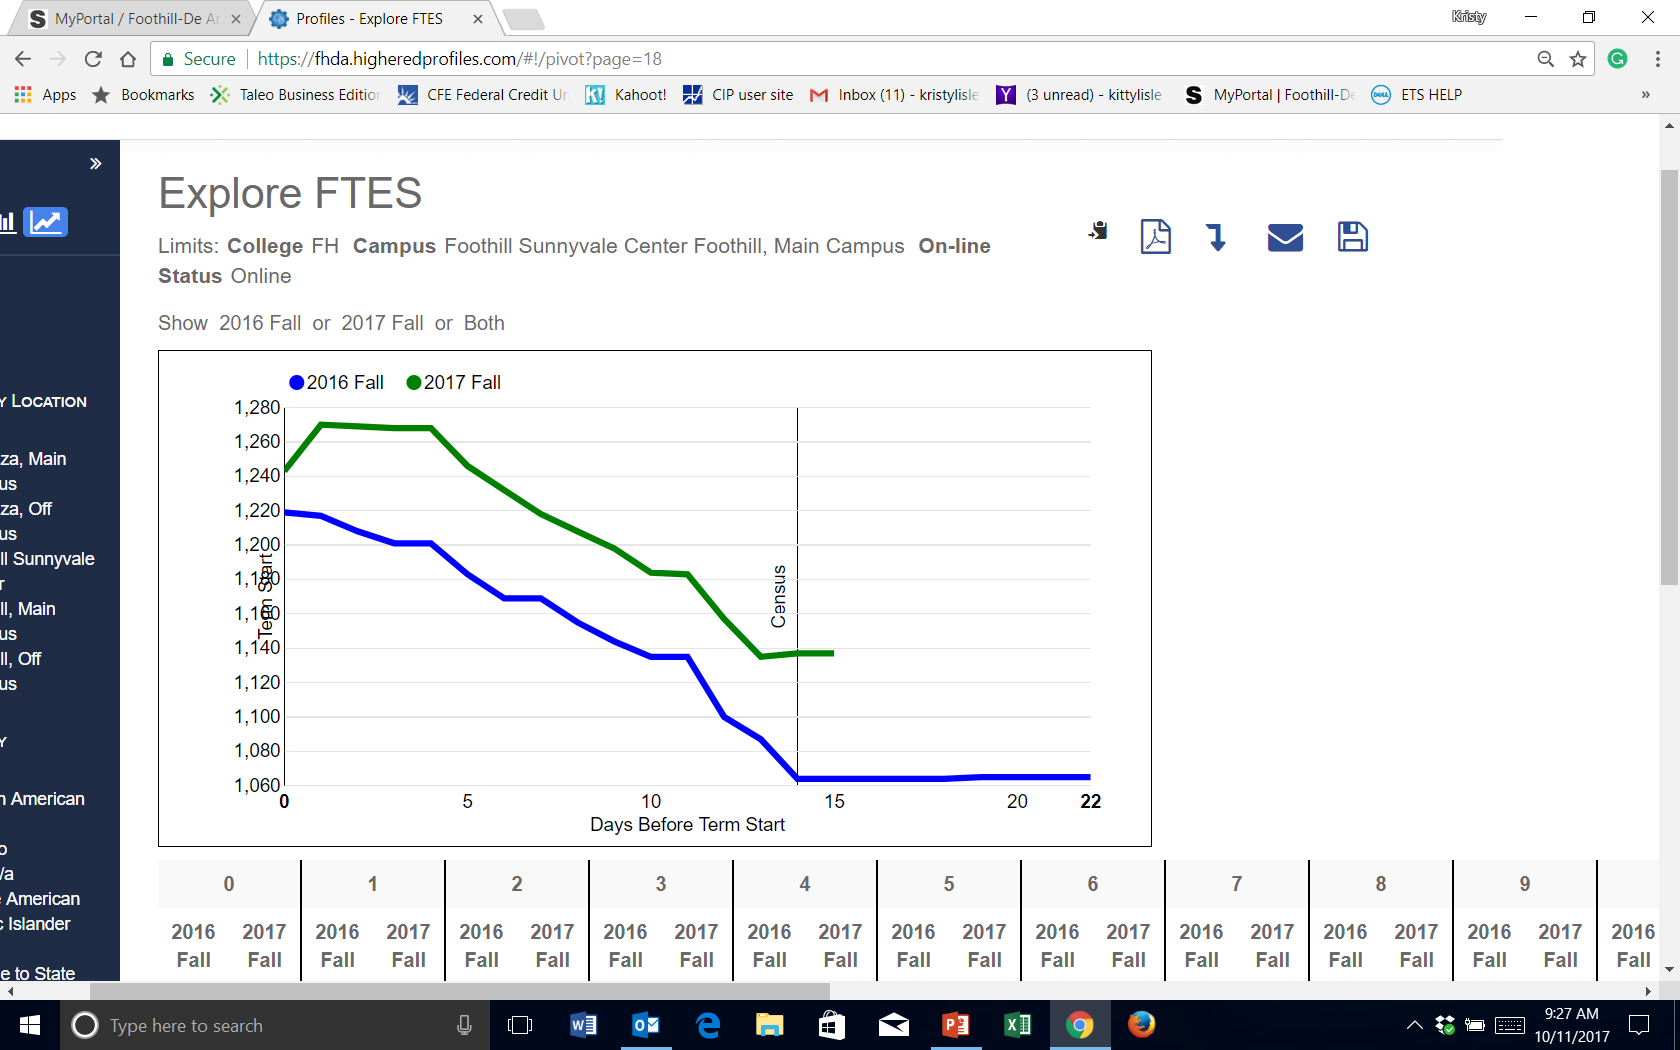 MyPortal / Foothill-De Ar
Profiles - Explore FTES
Kristy
Secure
https://fhda.higheredprofiles.com/#!/pivot?page=18
Apps
Bookmarks
Taleo Business Edition
CFE Federal Credit Un
Kahoot!
CIP user site
Inbox (11) - kristylisle
(3 unread) - kittylisle
MyPortal | Foothill-De
ETS HELP
»
Explore FTES
Limits: College FH Campus Foothill Sunnyvale Center Foothill, Main Campus On-line
Status Online
Show 2016 Fall or 2017 Fall or Both
Y LOCATION
za, Main
us
za, Off
us
ll Sunnyvale
r
ll, Main
us
ll, Off
us
Y
n American
o
/a
e American
c Islander
e to State
2016 Fall 2017 Fall
1,280
1,260
1,240
1,220
1,200
1,180
1,160
1,140
1,120
1,100
1,080
1,060
Term Start
Census
0 5 10 15 20 22
Days Before Term Start
0 1 2 3 4 5 6 7 8 9
2016 2017 2016 2017 2016 2017 2016 2017 2016 2017 2016 2017 2016 2017 2016 2017 2016 2017 2016 2017 2016
Fall Fall Fall Fall Fall Fall Fall Fall Fall Fall Fall Fall Fall Fall Fall Fall Fall Fall Fall Fall Fall
Type here to search
9:27 AM
10/11/2017